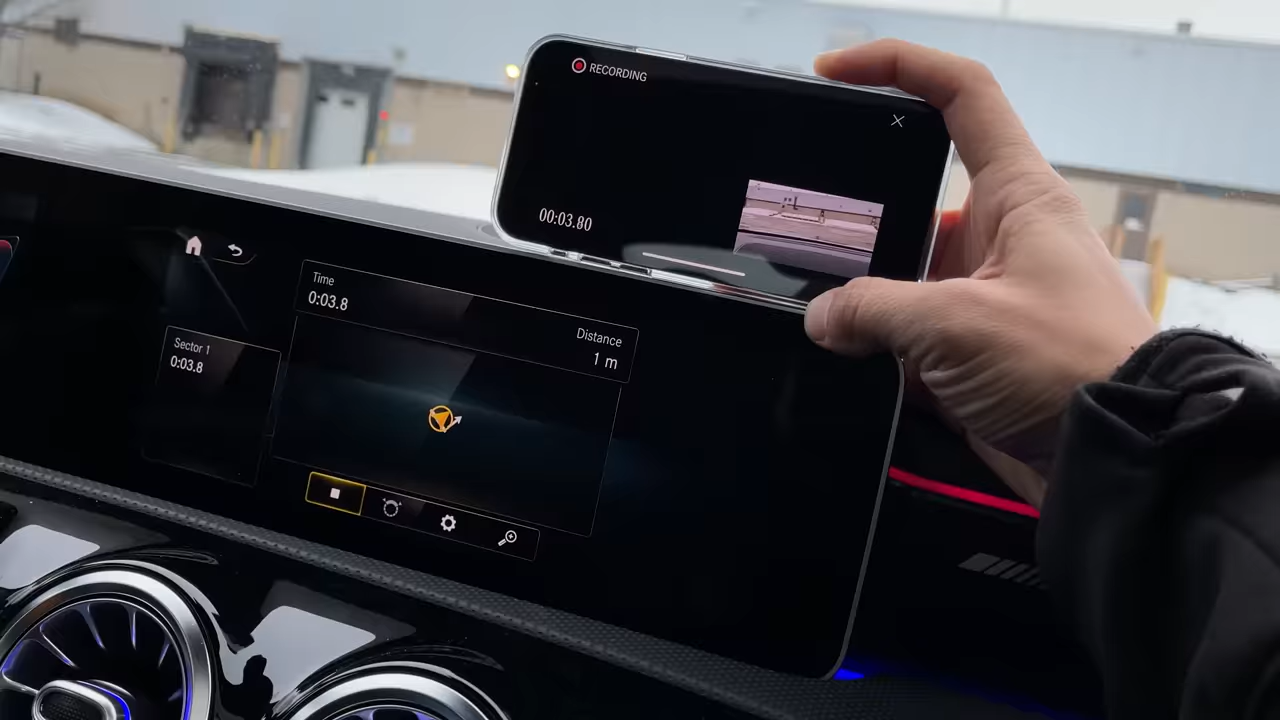 RECORDING
00:03.80
Time
0:03.8
Distance
1 m
Sector 1
0:03.8